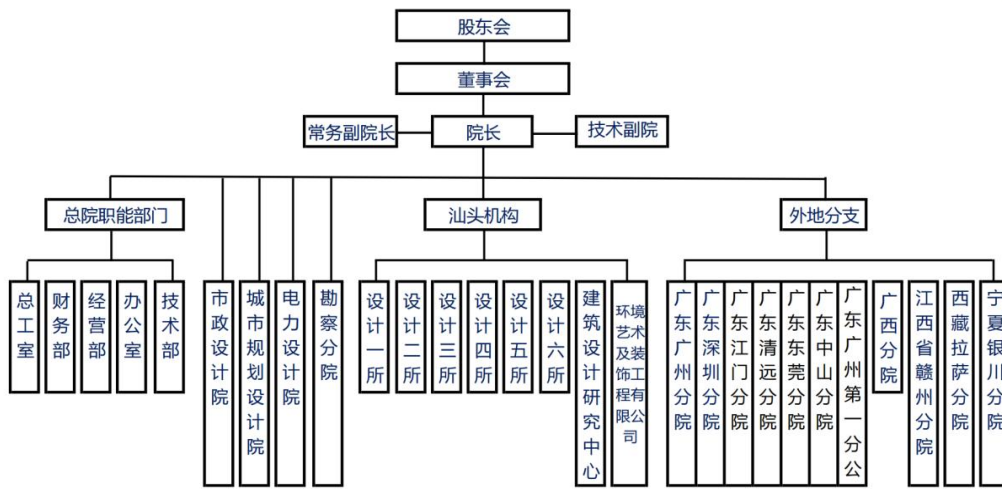 股东会
董事会
常务副院长
院长
技术副院
总院职能部门
汕头机构
外地分支
总工室
财务部
经营部
办公室
技术部
市政设计院
城市规划设计院
电力设计院
勘察分院
设计一所
设计二所
设计三所
设计四所
设计五所
设计六所
建筑设计研究中心
环境艺术及装饰工程有限公司
广东广州分院
广东深圳分院
广东江门分院
广东清远分院
广东东莞分院
广东中山分院
广东广州第一分公
广西分院
江西省赣州分院
西藏拉萨分院
宁夏银川分院